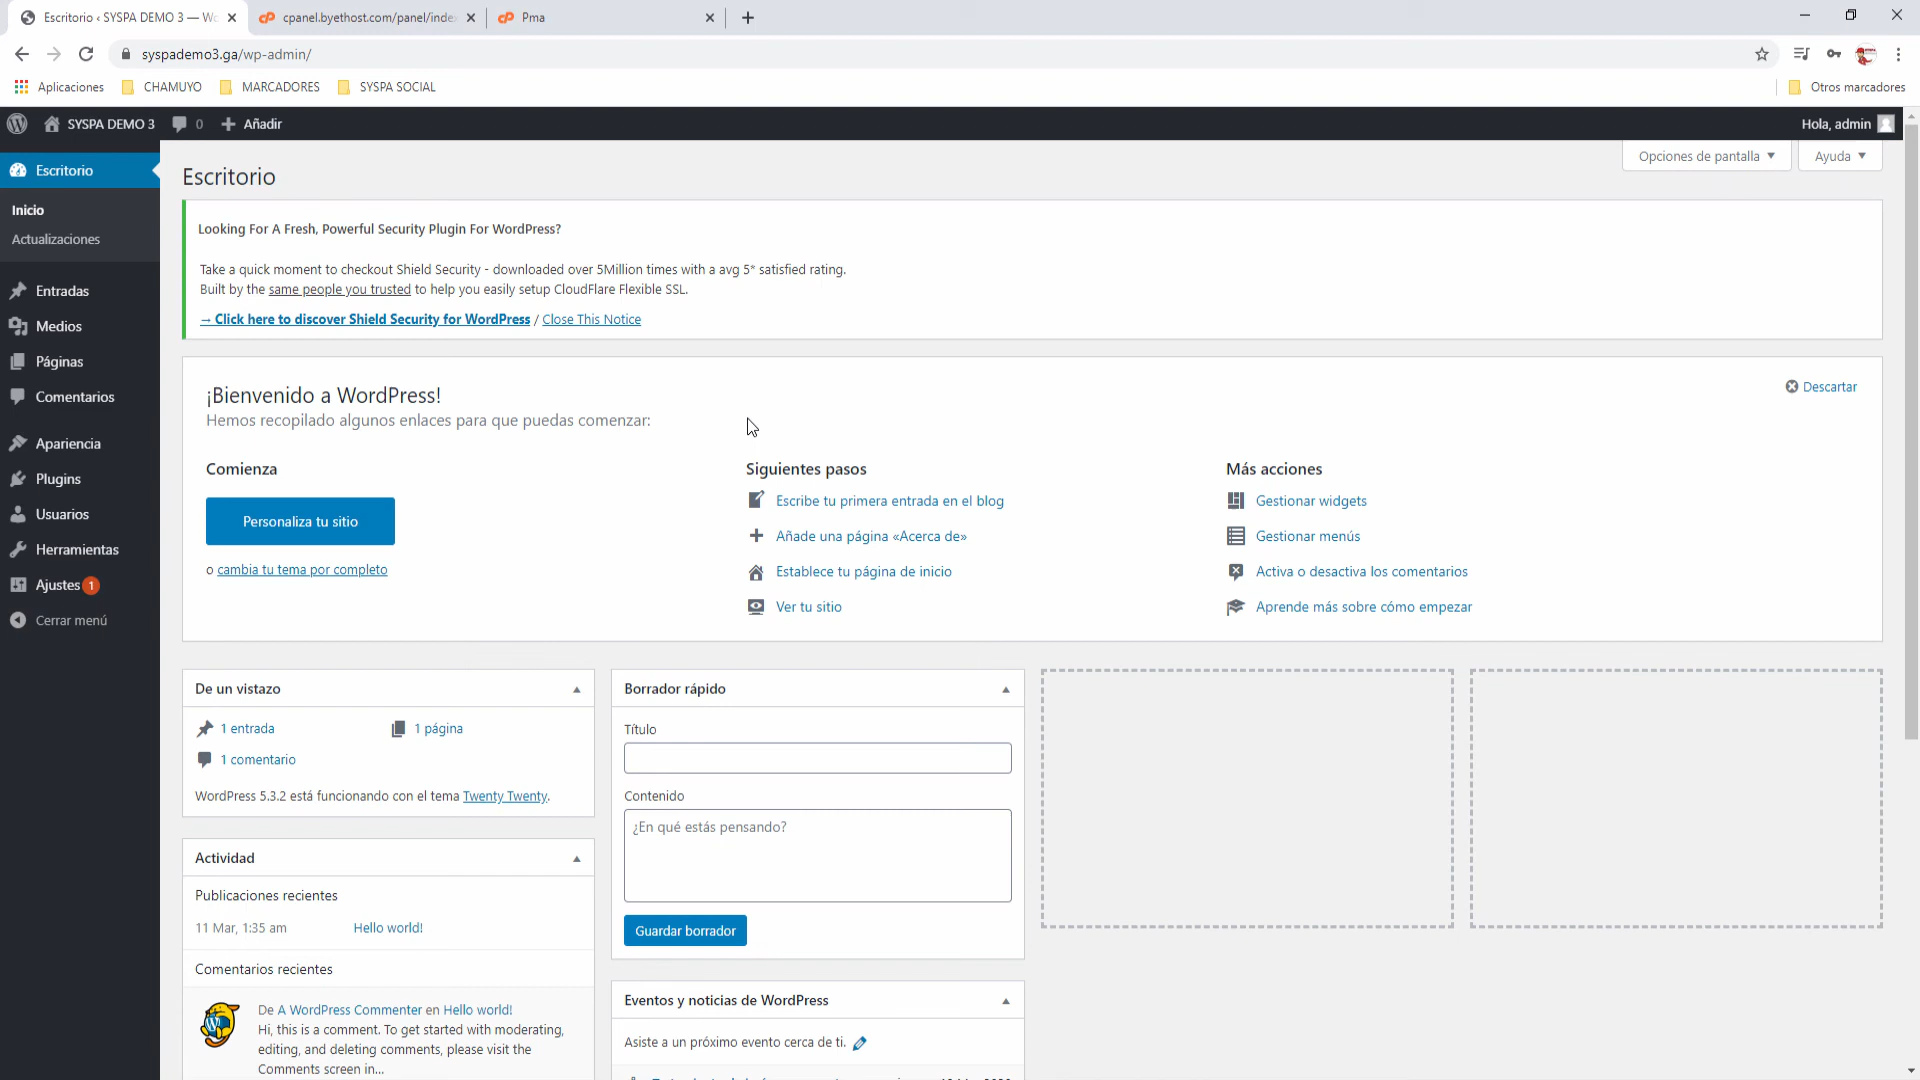 Escritorio ‹ SYSPA DEMO 3 — Wo
cpanel.byethost.com/panel/index
Pma
syspademo3.ga/wp-admin/
Aplicaciones
CHAMUYO
MARCADORES
SYSPA SOCIAL
Otros marcadores
SYSPA DEMO 3
0
Añadir
Hola, admin
Opciones de pantalla
Ayuda
Escritorio
Inicio
Actualizaciones
Entradas
Medios
Páginas
Comentarios
Apariencia
Plugins
Usuarios
Herramientas
Ajustes 1
Cerrar menú
Escritorio
Looking For A Fresh, Powerful Security Plugin For WordPress?
Take a quick moment to checkout Shield Security - downloaded over 5Million times with a avg 5* satisfied rating.
Built by the same people you trusted to help you easily setup CloudFlare Flexible SSL.
→ Click here to discover Shield Security for WordPress / Close This Notice
¡Bienvenido a WordPress!
Descartar
Hemos recopilado algunos enlaces para que puedas comenzar:
Comienza
Personaliza tu sitio
o cambia tu tema por completo
Siguientes pasos
Escribe tu primera entrada en el blog
Añade una página «Acerca de»
Establece tu página de inicio
Ver tu sitio
Más acciones
Gestionar widgets
Gestionar menús
Activa o desactiva los comentarios
Aprende más sobre cómo empezar
De un vistazo
1 entrada
1 página
1 comentario
WordPress 5.3.2 está funcionando con el tema Twenty Twenty.
Actividad
Publicaciones recientes
11 Mar, 1:35 am
Hello world!
Comentarios recientes
De A WordPress Commenter en Hello world!
Hi, this is a comment. To get started with moderating,
editing, and deleting comments, please visit the
Comments screen in...
Borrador rápido
Título
Contenido
¿En qué estás pensando?
Guardar borrador
Eventos y noticias de WordPress
Asiste a un próximo evento cerca de ti.